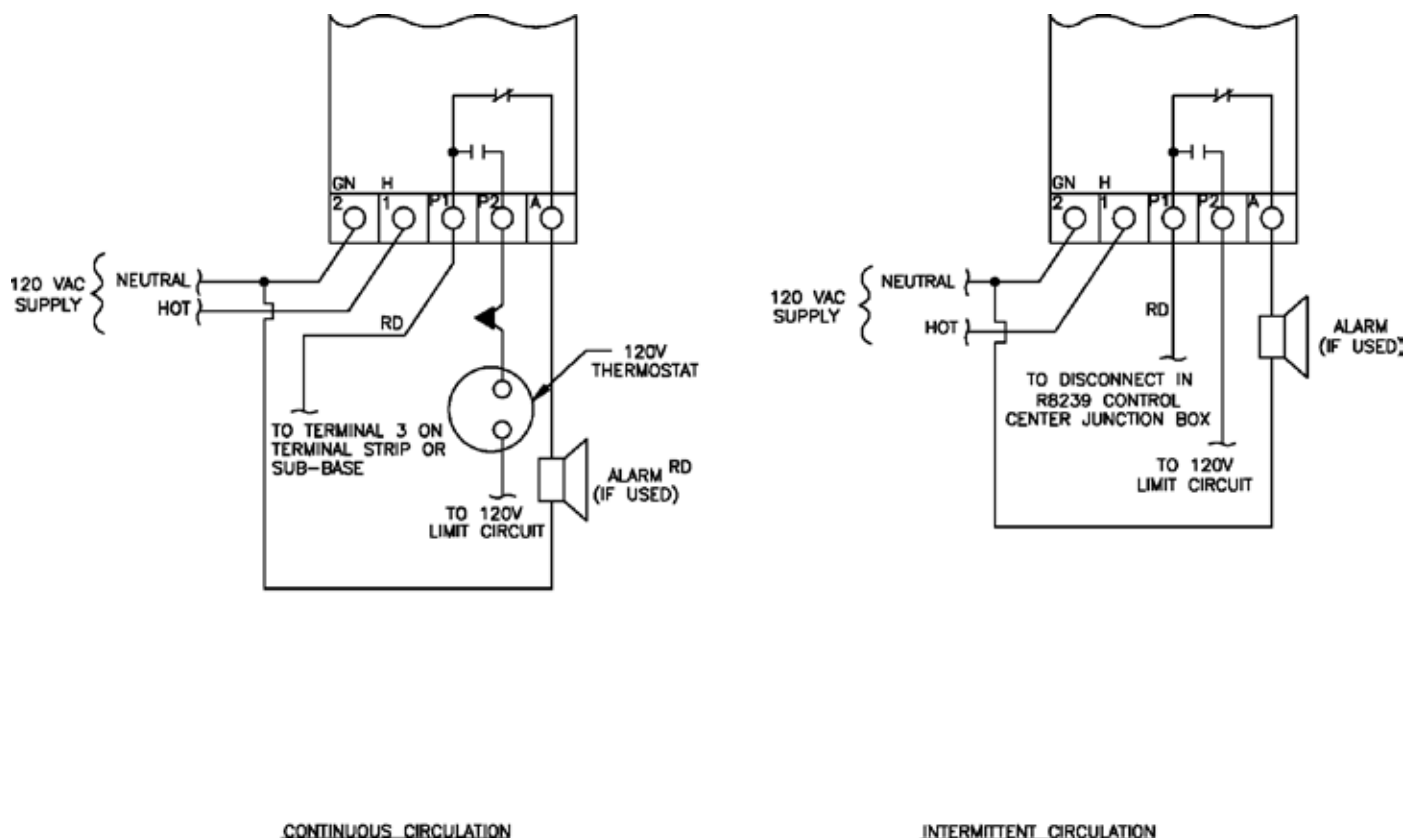 GN H
2 1 P1 P2 A
120 VAC
SUPPLY
NEUTRAL
HOT
RD
120V
THERMOSTAT
TO TERMINAL 3 ON
TERMINAL STRIP OR
SUB-BASE
ALARM RD
(IF USED)
TO 120V
LIMIT CIRCUIT
CONTINUOUS CIRCULATION
GN H
2 1 P1 P2 A
120 VAC
SUPPLY
NEUTRAL
HOT
RD
ALARM
(IF USED)
TO DISCONNECT IN
R8239 CONTROL
CENTER JUNCTION BOX
TO 120V
LIMIT CIRCUIT
INTERMITTENT CIRCULATION